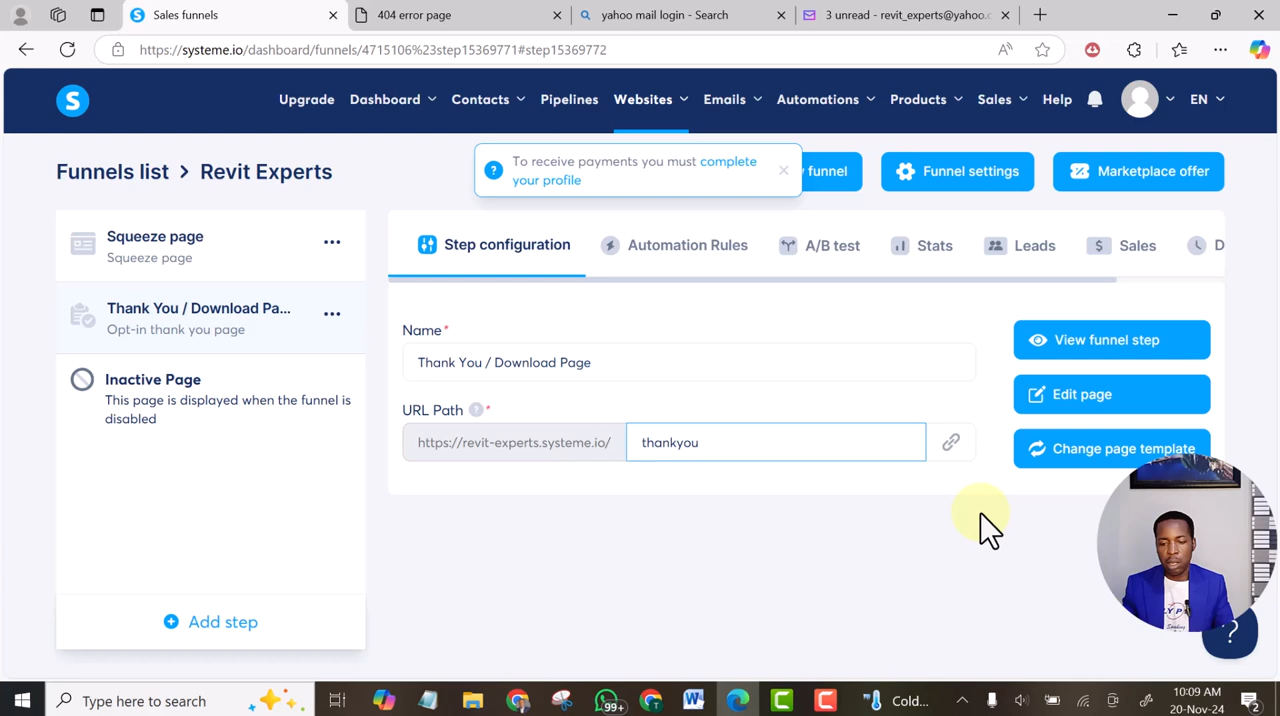 Sales funnels
404 error page
yahoo mail login - Search
3 unread - revit_experts@yahoo.c
https://systeme.io/dashboard/funnels/4715106%23step15369771#step15369772
S
Upgrade
Dashboard
Contacts
Pipelines
Websites
Emails
Automations
Products
Sales
Help
EN
Funnels list > Revit Experts
To receive payments you must complete
your profile
funnel
Funnel settings
Marketplace offer
Squeeze page
Squeeze page
Thank You / Download Pa...
Opt-in thank you page
Inactive Page
This page is displayed when the funnel is
disabled
Add step
Step configuration
Automation Rules
A/B test
Stats
Leads
Sales
D
Name*
Thank You / Download Page
URL Path ? *
https://revit-experts.systeme.io/
thankyou
View funnel step
Edit page
Change page template
?
Type here to search
99+
Cold...
10:09 AM
20-Nov-24
2